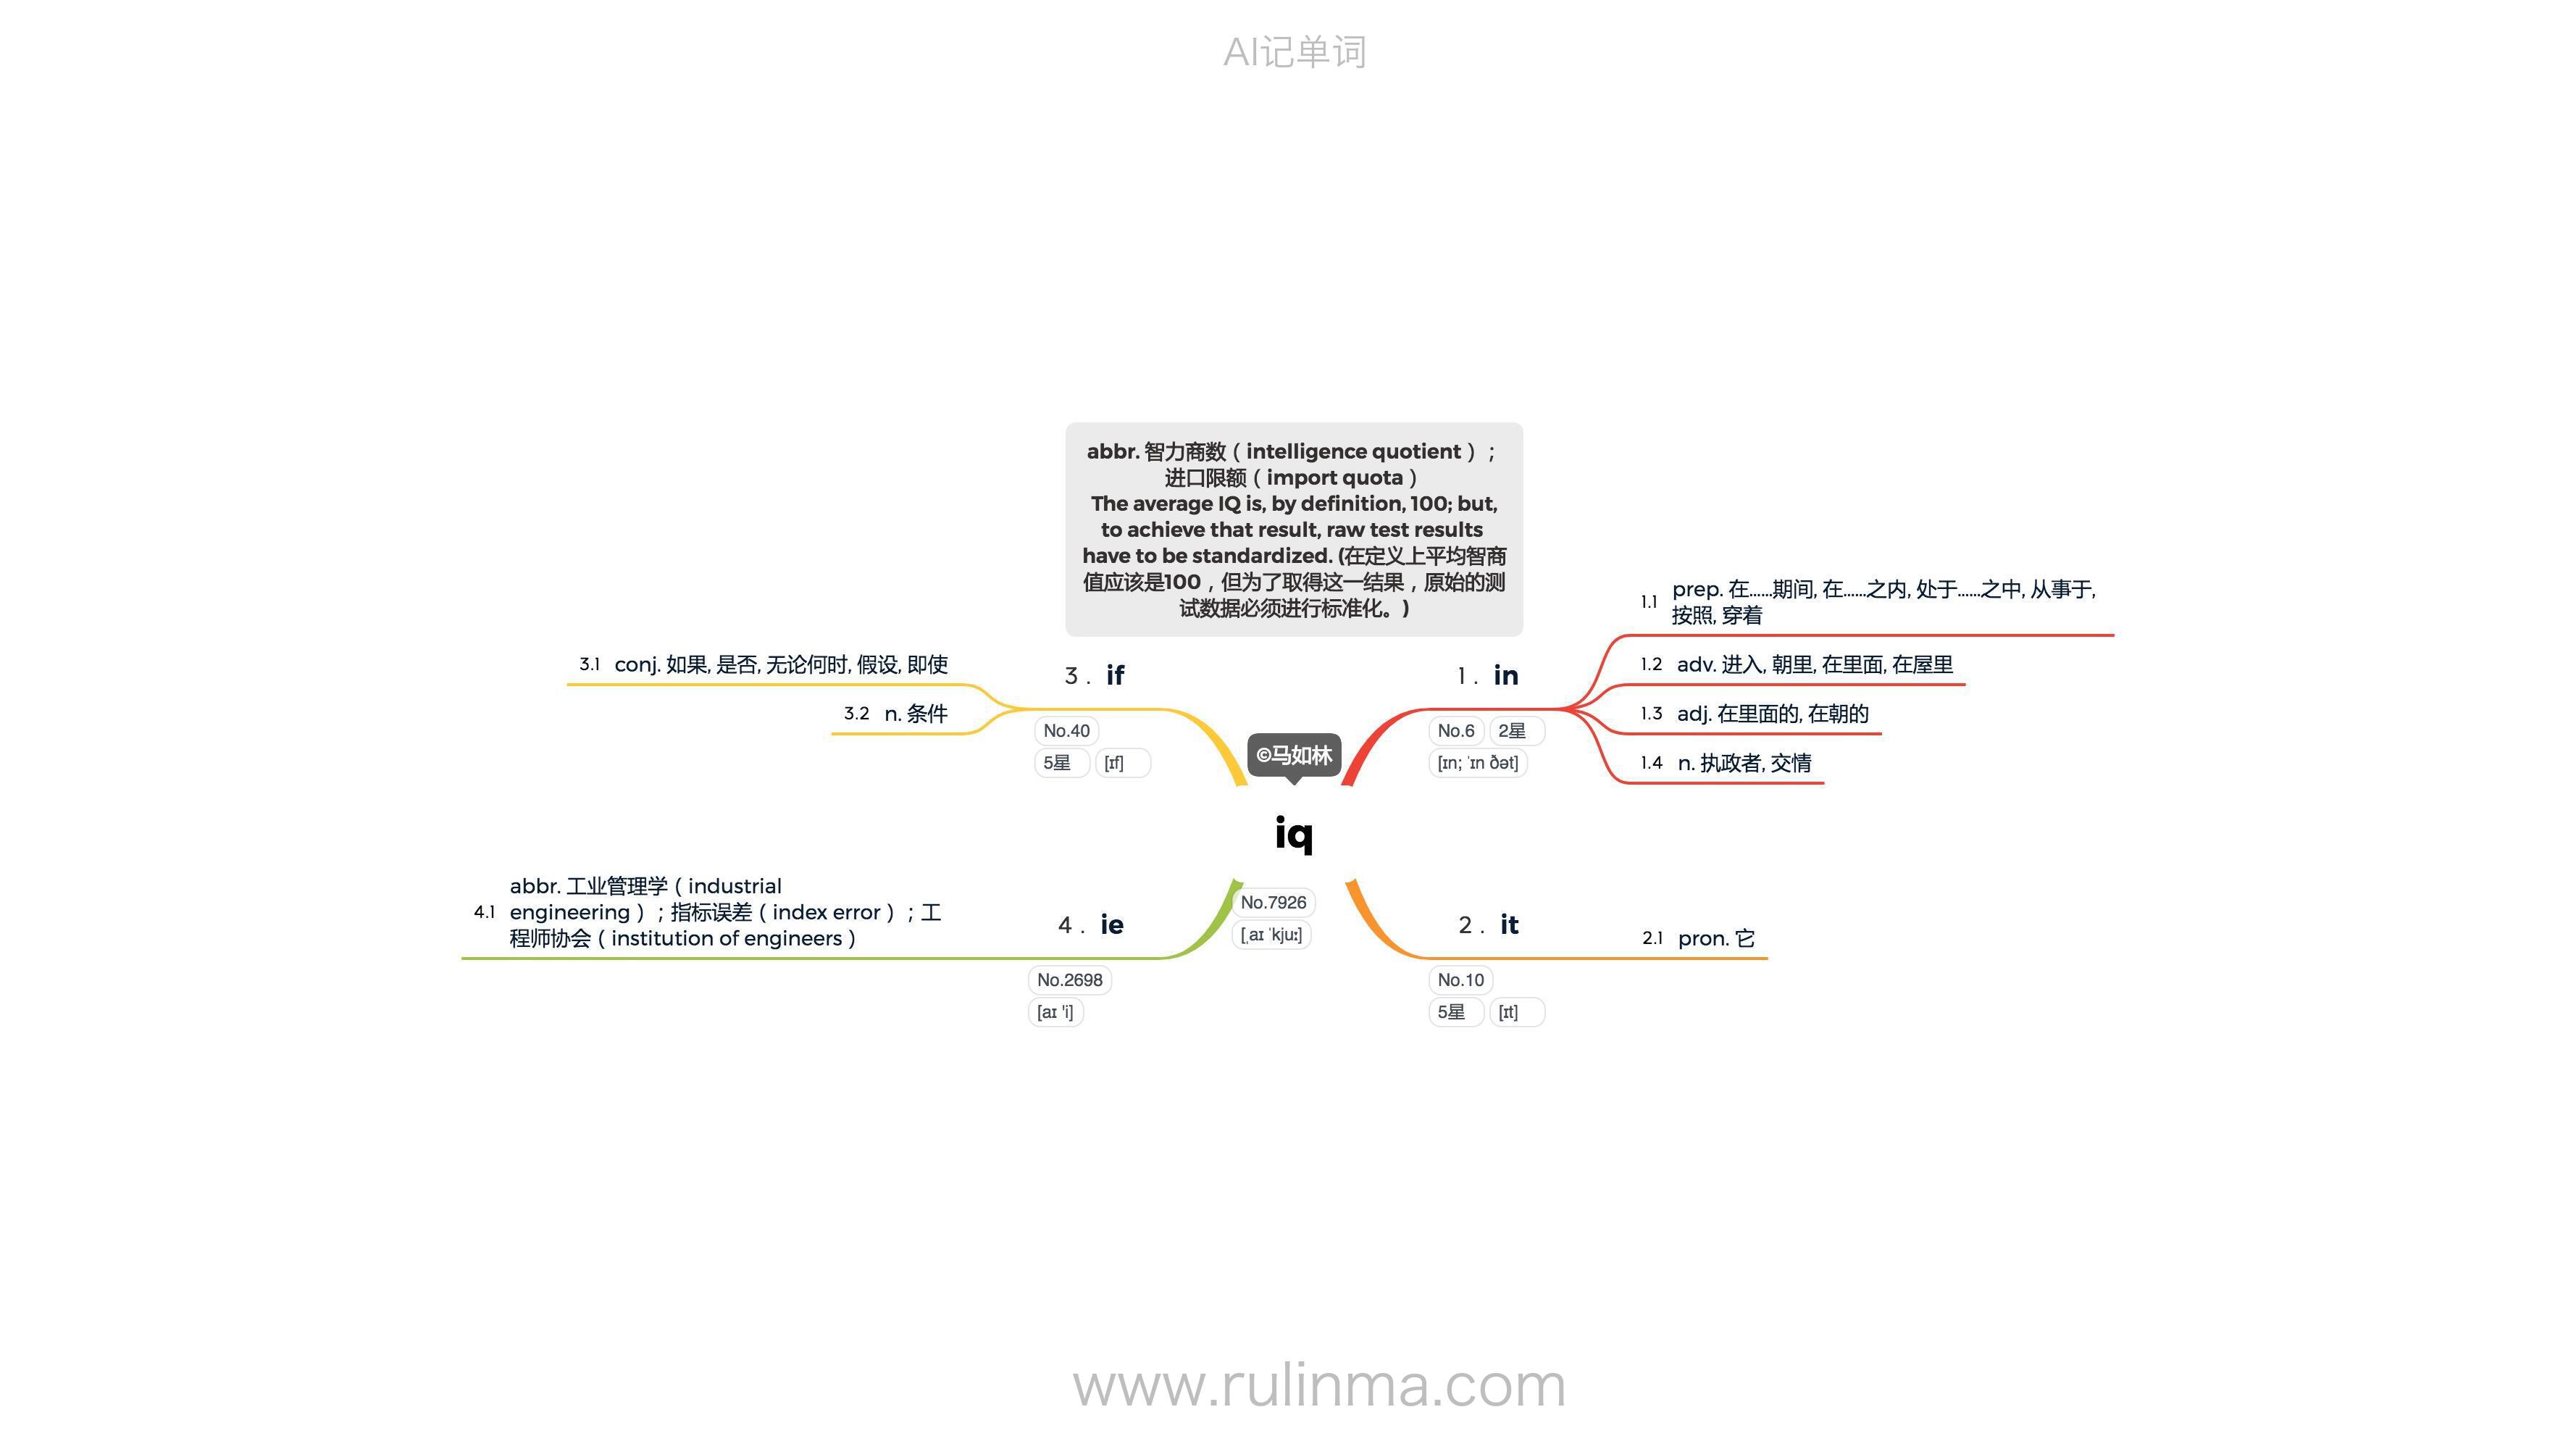 AI记单词
abbr. 智力商数（intelligence quotient）；
进口限额（import quota）
The average IQ is, by definition, 100; but,
to achieve that result, raw test results
have to be standardized. (在定义上平均智商
值应该是100，但为了取得这一结果，原始的测
试数据必须进行标准化。)
©马如林
iq
No.7926
[ˌaɪ ˈkjuː]
1. in
No.6 2星
[ɪn; ˈɪn ðət]
1.1 prep. 在……期间, 在……之内, 处于……之中, 从事于,
按照, 穿着
1.2 adv. 进入, 朝里, 在里面, 在屋里
1.3 adj. 在里面的, 在朝的
1.4 n. 执政者, 交情
2. it
No.10
5星 [ɪt]
2.1 pron. 它
3. if
No.40
5星 [ɪf]
3.1 conj. 如果, 是否, 无论何时, 假设, 即使
3.2 n. 条件
4. ie
No.2698
[aɪ 'i]
4.1 abbr. 工业管理学（industrial
engineering）；指标误差（index error）；工
程师协会（institution of engineers）
www.rulinma.com